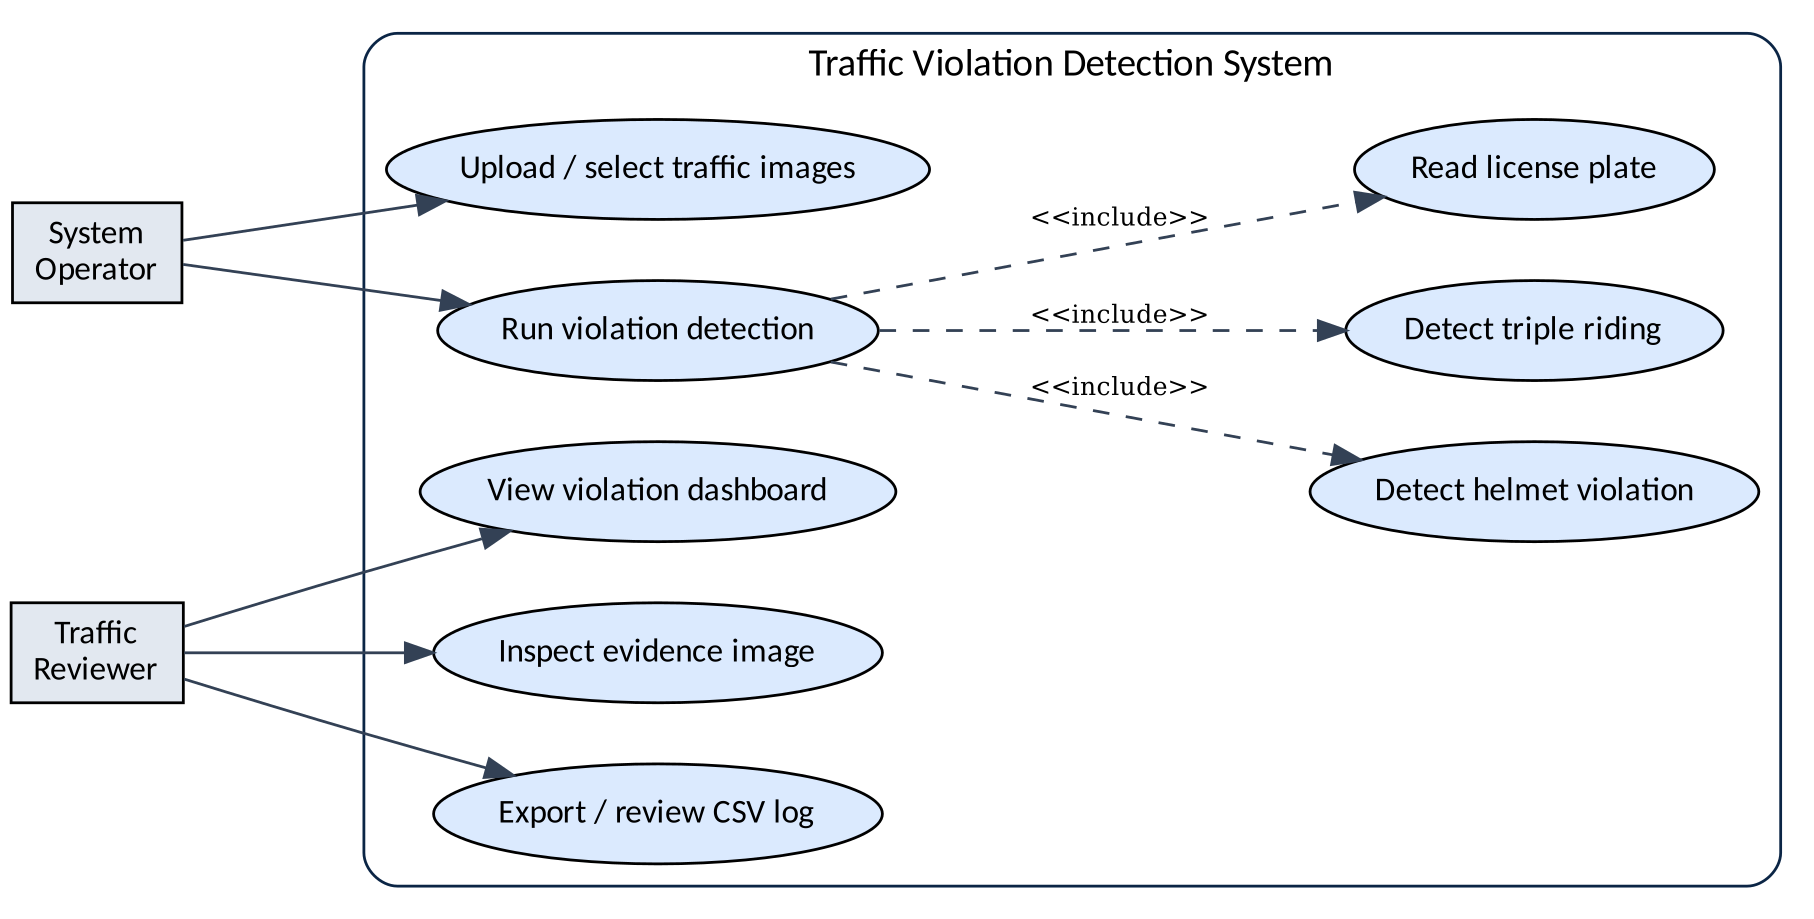 Traffic Violation Detection System
System
Operator
Upload / select traffic images
Run violation detection
<<include>>
<<include>>
<<include>>
Read license plate
Detect triple riding
Detect helmet violation
Traffic
Reviewer
View violation dashboard
Inspect evidence image
Export / review CSV log